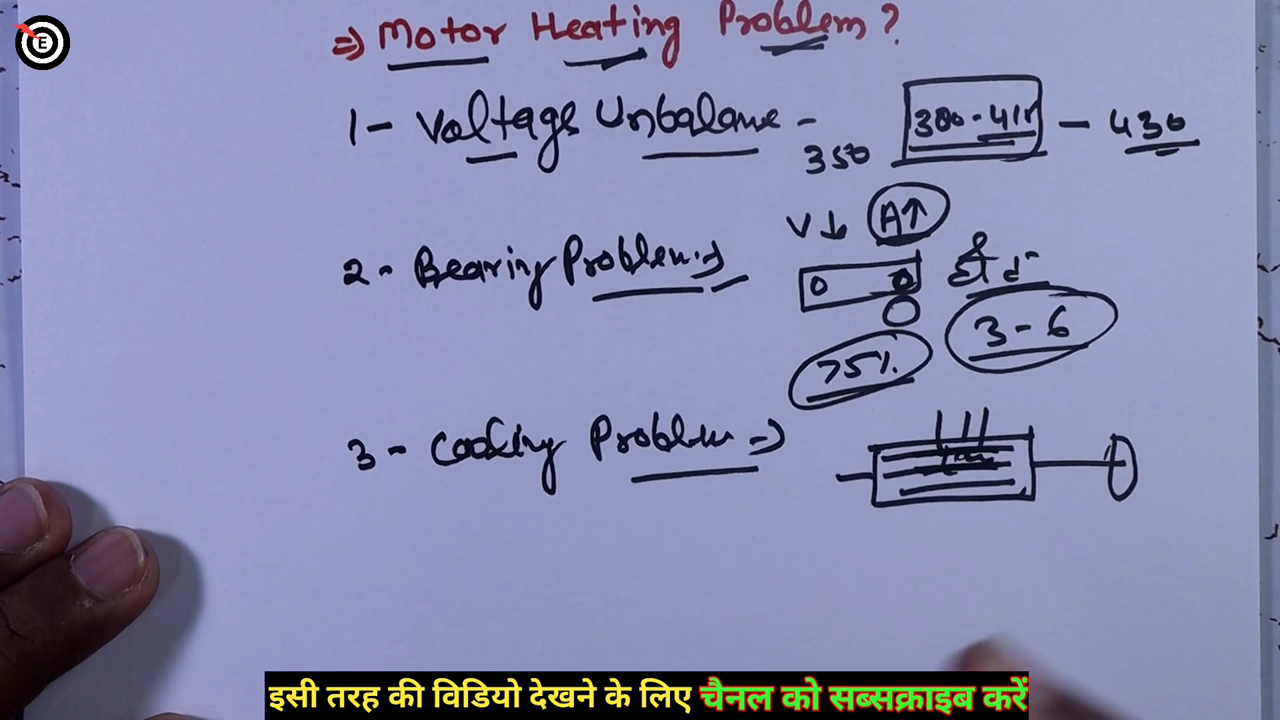 E
⇒ Motor Heating Problem ?
1 - Voltage Unbalance - 350 380 - 415 - 430
V↓ A↑
2 - Bearing Problem ⇒
3 - 6
75%
3 - Cooling Problem ⇒
इसी तरह की विडियो देखने के लिए चैनल को सब्सक्राइब करें